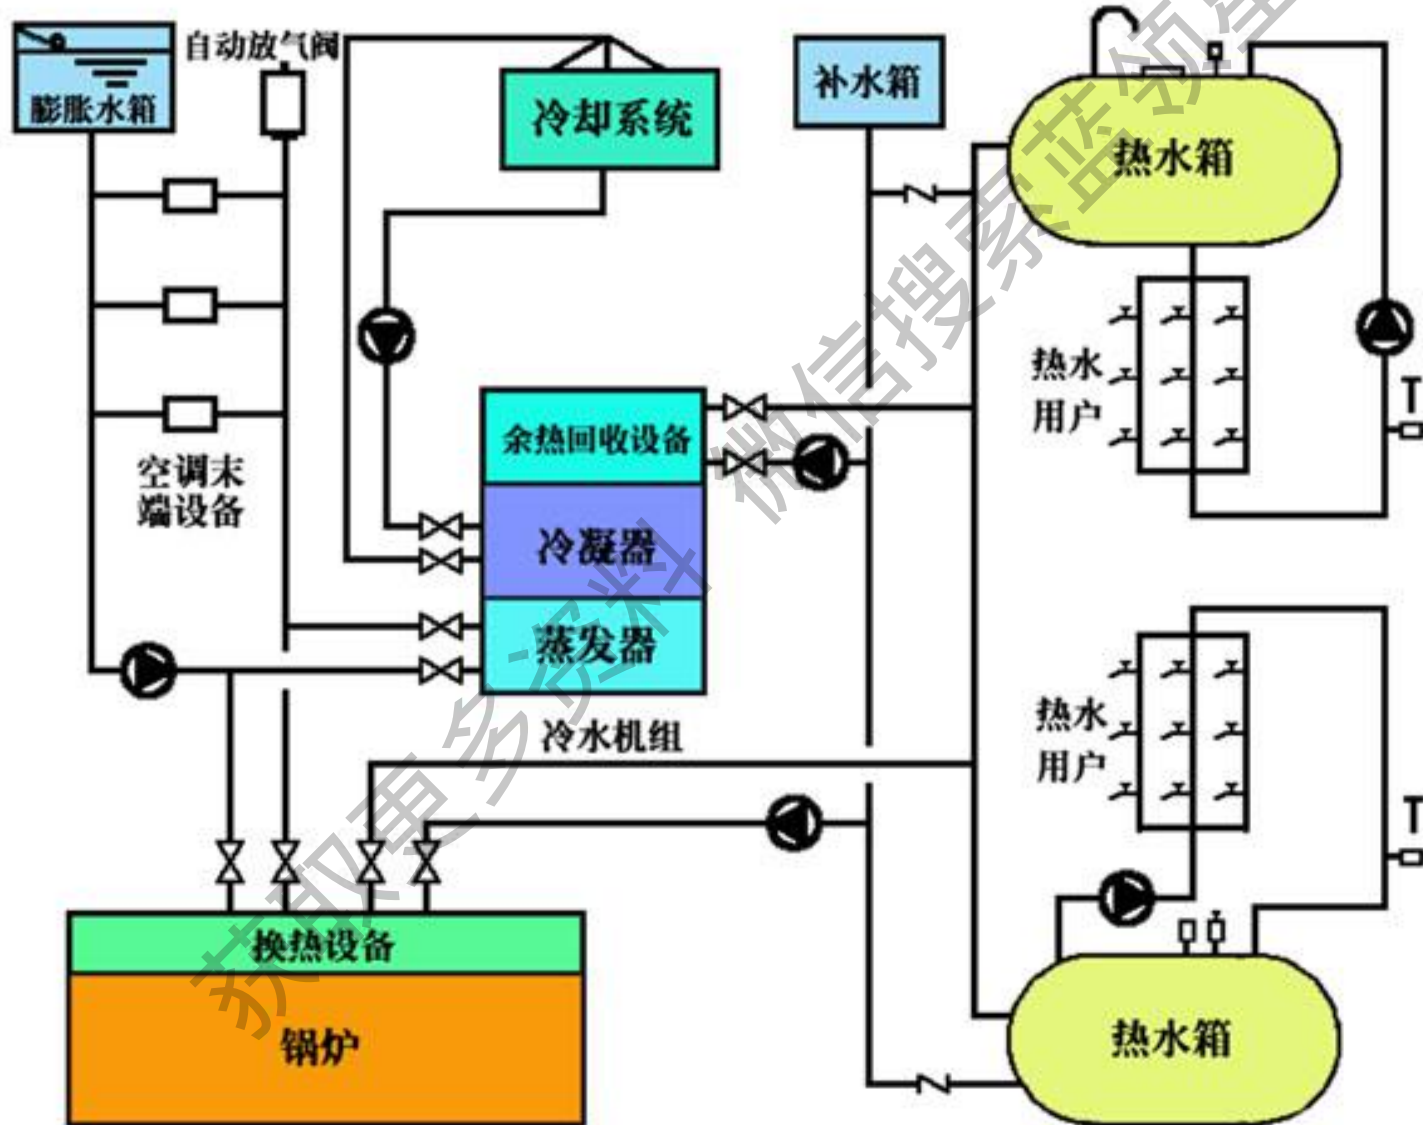 自动放气阀
膨胀水箱
冷却系统
补水箱
热水箱
热水
用户
余热回收设备
空调末
端设备
冷凝器
蒸发器
冷水机组
热水
用户
T
T
换热设备
锅炉
热水箱
获取更多资料 微信搜索蓝领星